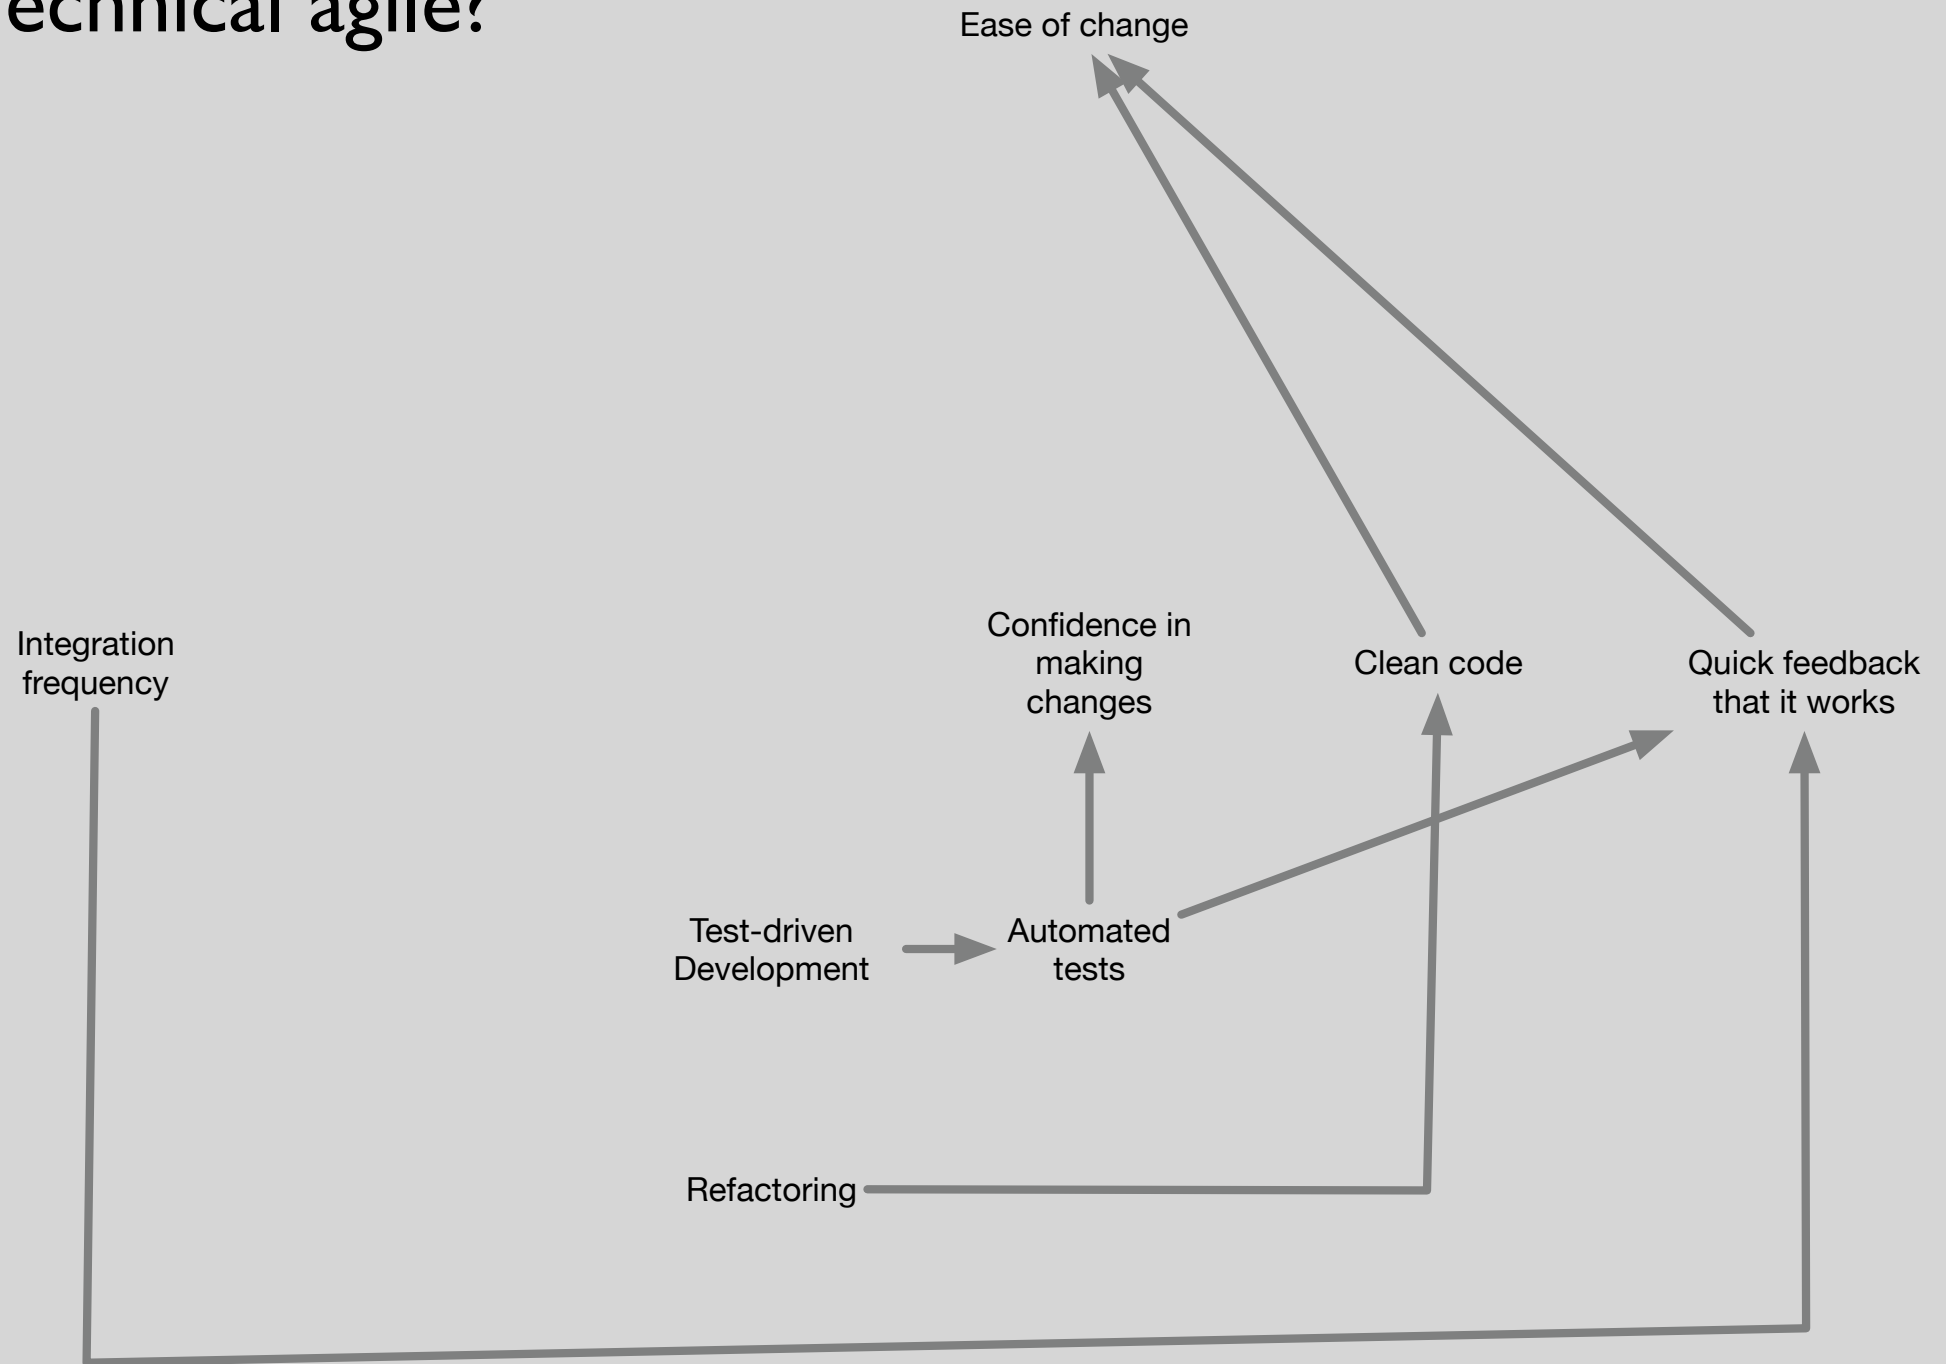 echnical agile?
Ease of change
Integration
frequency
Confidence in
making
changes
Clean code
Quick feedback
that it works
Test-driven
Development
Automated
tests
Refactoring